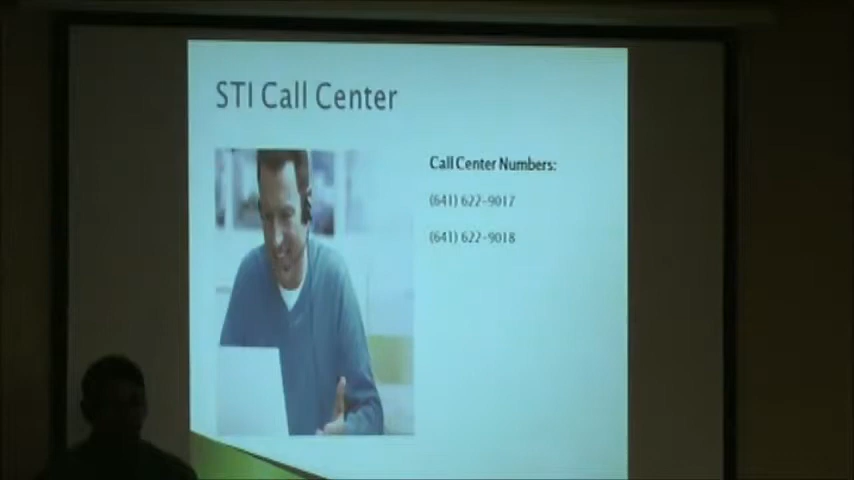 STI Call Center
Call Center Numbers:
(641) 622-9017
(641) 622-9018